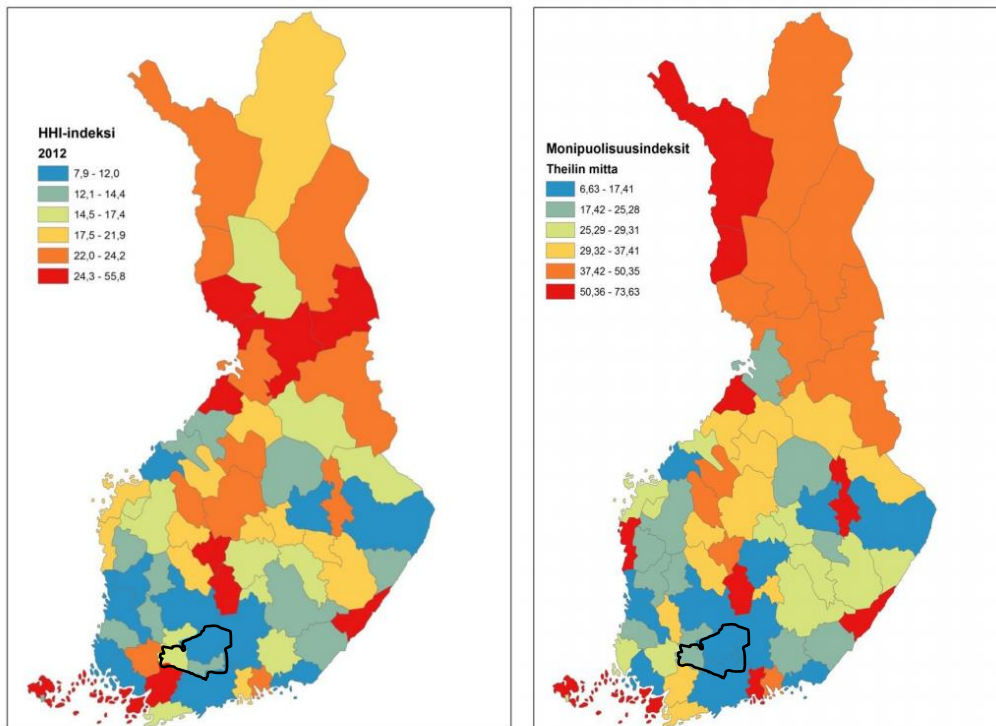 HHI-indeksi
2012
7,9 - 12,0
12,1 - 14,4
14,5 - 17,4
17,5 - 21,9
22,0 - 24,2
24,3 - 55,8
Monipuolisuusindeksit
Theilin mitta
6,63 - 17,41
17,42 - 25,28
25,29 - 29,31
29,32 - 37,41
37,42 - 50,35
50,36 - 73,63